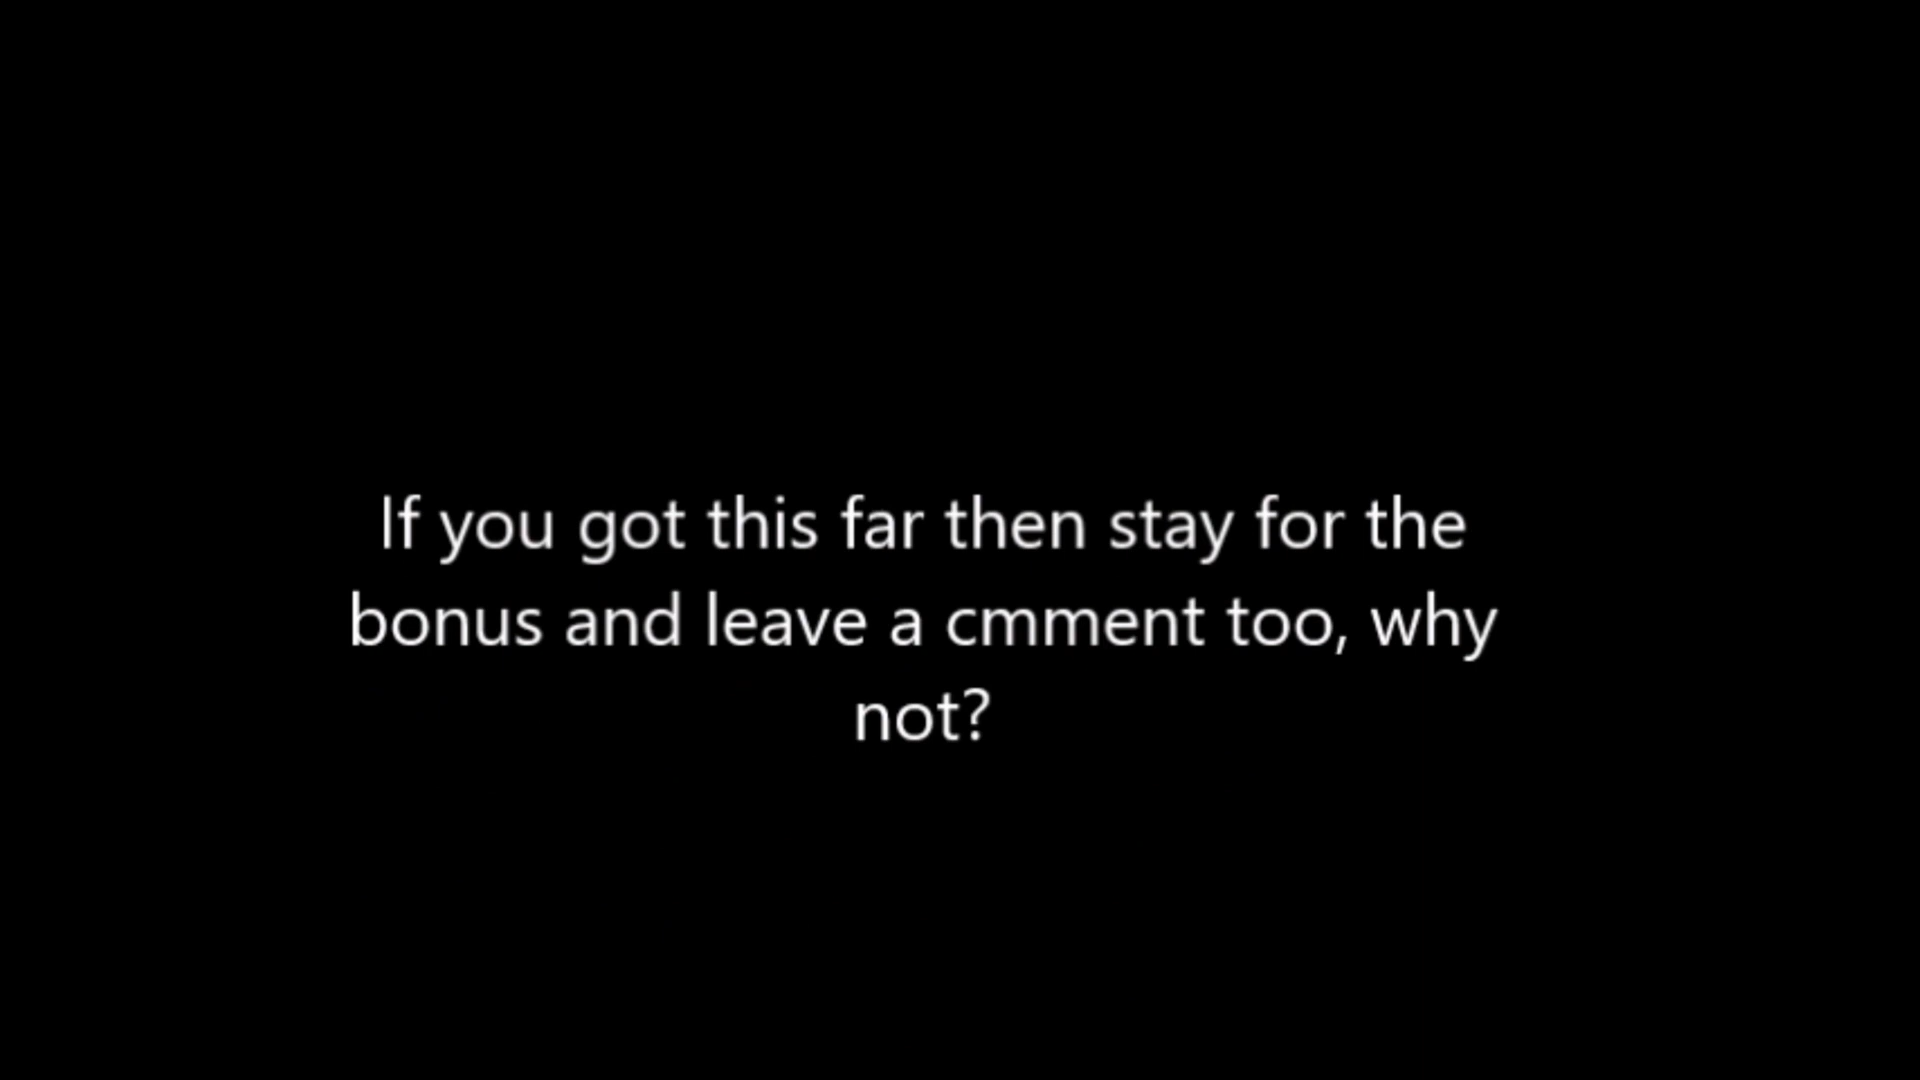 If you got this far then stay for the
bonus and leave a cmment too, why
not?